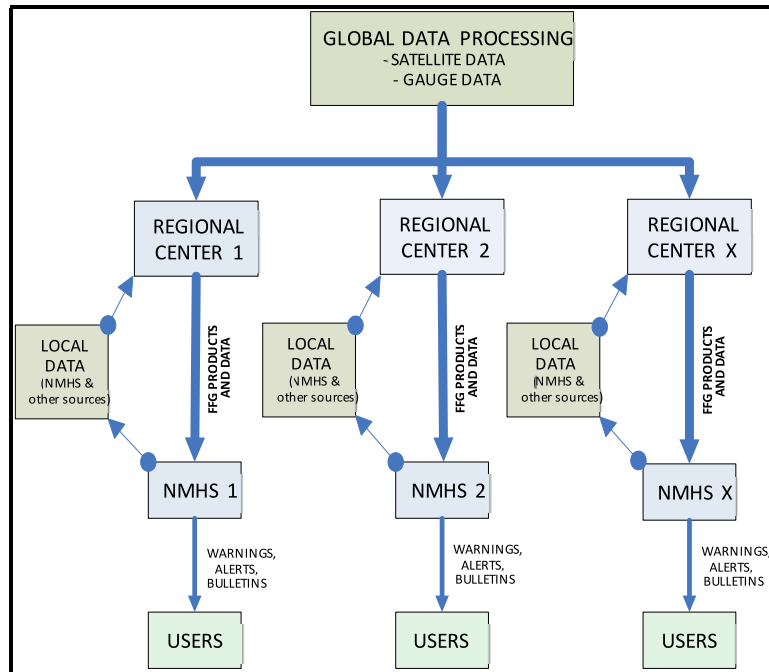 GLOBAL DATA PROCESSING
- SATELLITE DATA
- GAUGE DATA
REGIONAL
CENTER 1
REGIONAL
CENTER 2
REGIONAL
CENTER X
LOCAL
DATA
(NMHS &
other sources)
FFG PRODUCTS
AND DATA
LOCAL
DATA
(NMHS &
other sources)
FFG PRODUCTS
AND DATA
LOCAL
DATA
(NMHS &
other sources)
FFG PRODUCTS
AND DATA
NMHS 1
NMHS 2
NMHS X
WARNINGS,
ALERTS,
BULLETINS
WARNINGS,
ALERTS,
BULLETINS
WARNINGS,
ALERTS,
BULLETINS
USERS
USERS
USERS